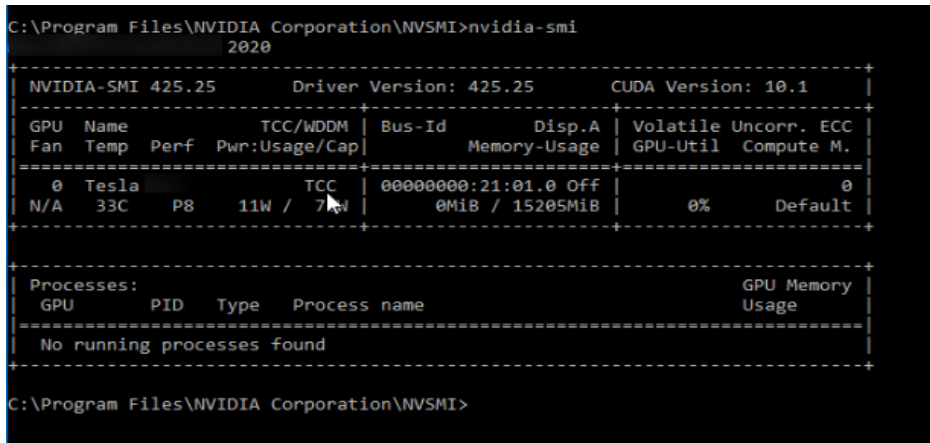 C:\Program Files\NVIDIA Corporation\NVSMI>nvidia-smi
2020
NVIDIA-SMI 425.25 Driver Version: 425.25 CUDA Version: 10.1
GPU Name TCC/WDDM | Bus-Id Disp.A | Volatile Uncorr. ECC
Fan Temp Perf Pwr:Usage/Cap| Memory-Usage | GPU-Util Compute M.
0 Tesla TCC | 00000000:21:01.0 Off | 0
N/A 33C P8 11W / | 0MiB / 15205MiB | 0% Default
Processes: GPU Memory
GPU PID Type Process name Usage
No running processes found
C:\Program Files\NVIDIA Corporation\NVSMI>